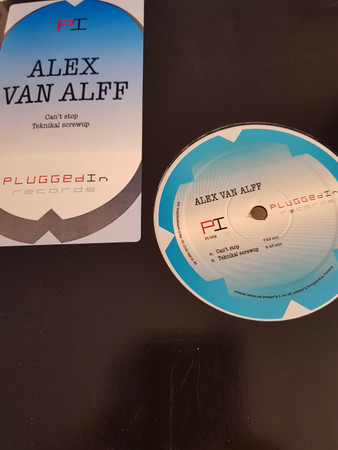 PI
ALEX
VAN ALFF
Can't stop
Teknikal screwup
PLUGGEdIn
records
ALEX VAN ALFF
PI
PLUGGEdIn
records
A. Can't stop
B. Teknikal screwup